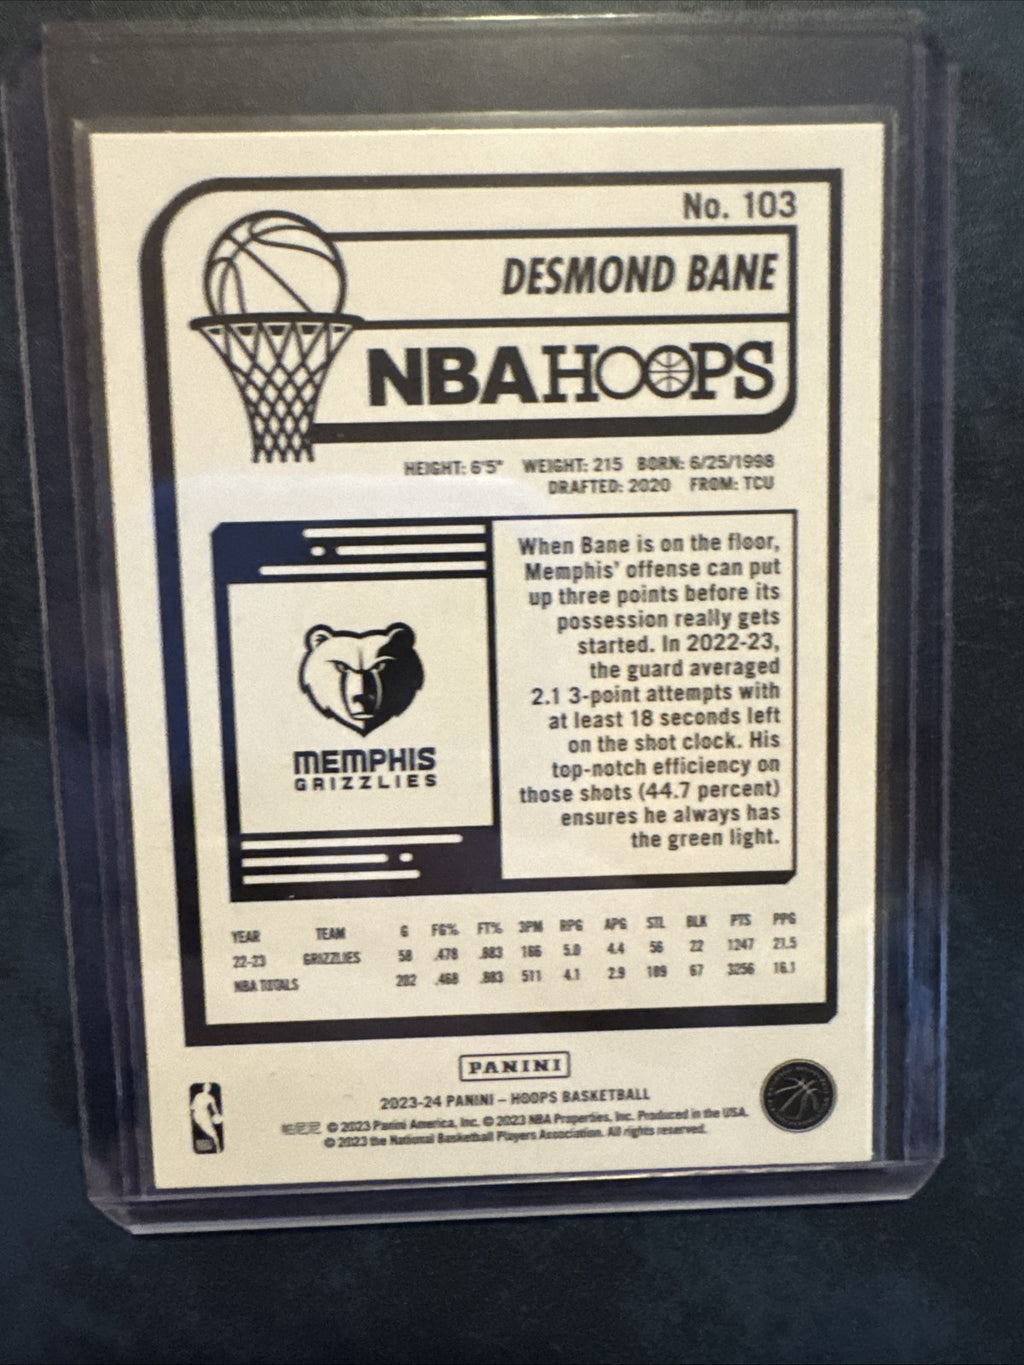 No. 103
DESMOND BANE
NBA HOOPS
HEIGHT: 6'5" WEIGHT: 215 BORN: 6/25/1998
DRAFTED: 2020 FROM: TCU
When Bane is on the floor,
Memphis' offense can put
up three points before its
possession really gets
started. In 2022-23,
the guard averaged
2.1 3-point attempts with
at least 18 seconds left
on the shot clock. His
top-notch efficiency on
those shots (44.7 percent)
ensures he always has
the green light.
MEMPHIS
GRIZZLIES
YEAR TEAM G FG% FT% 3PM RPG APG STL BLK PTS PPG
22-23 GRIZZLIES 58 .478 .883 166 5.0 4.4 56 22 1247 21.5
NBA TOTALS 202 .468 .883 511 4.1 2.9 189 67 3256 16.1
PANINI
2023-24 PANINI – HOOPS BASKETBALL
帕尼尼 © 2023 Panini America, Inc. © 2023 NBA Properties, Inc. Produced in the USA.
© 2023 the National Basketball Players Association. All rights reserved.